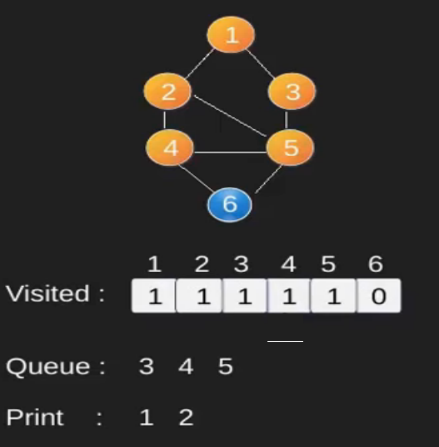 1
2 3
4 5
6
1 2 3 4 5 6
Visited : 1 1 1 1 1 0
Queue : 3 4 5
Print : 1 2